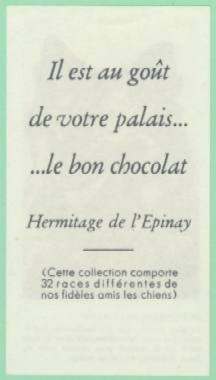 Il est au goût
de votre palais...
...le bon chocolat
Hermitage de l'Epinay
(Cette collection comporte
32 races différentes de
nos fidèles amis les chiens)